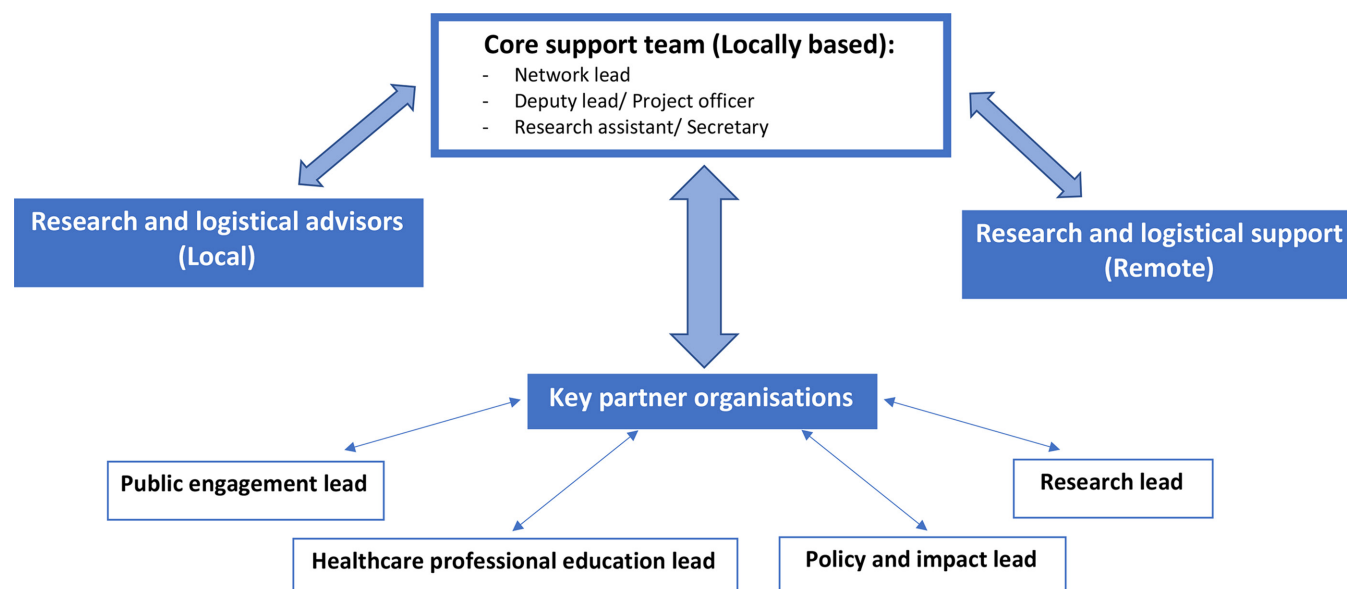 Core support team (Locally based):
- Network lead
- Deputy lead/ Project officer
- Research assistant/ Secretary
Research and logistical advisors
(Local)
Research and logistical support
(Remote)
Key partner organisations
Public engagement lead
Research lead
Healthcare professional education lead
Policy and impact lead